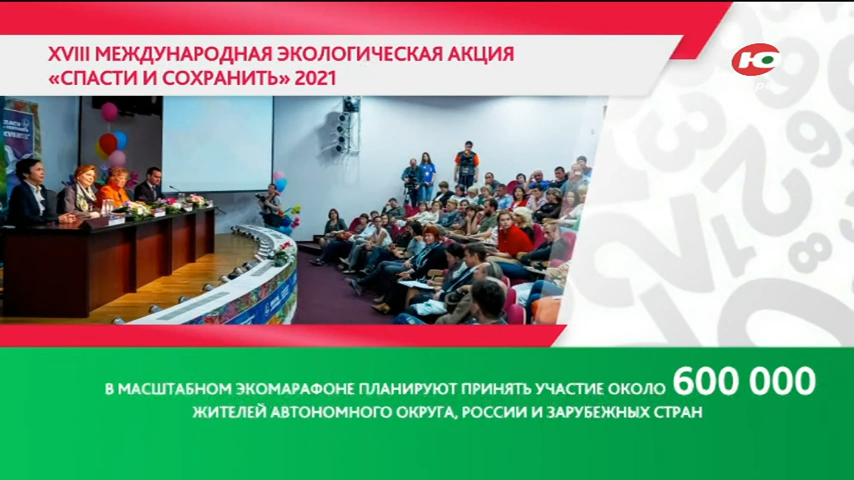 XVIII МЕЖДУНАРОДНАЯ ЭКОЛОГИЧЕСКАЯ АКЦИЯ
«СПАСТИ И СОХРАНИТЬ» 2021
Ю
В МАСШТАБНОМ ЭКОМАРАФОНЕ ПЛАНИРУЮТ ПРИНЯТЬ УЧАСТИЕ ОКОЛО 600 000
ЖИТЕЛЕЙ АВТОНОМНОГО ОКРУГА, РОССИИ И ЗАРУБЕЖНЫХ СТРАН